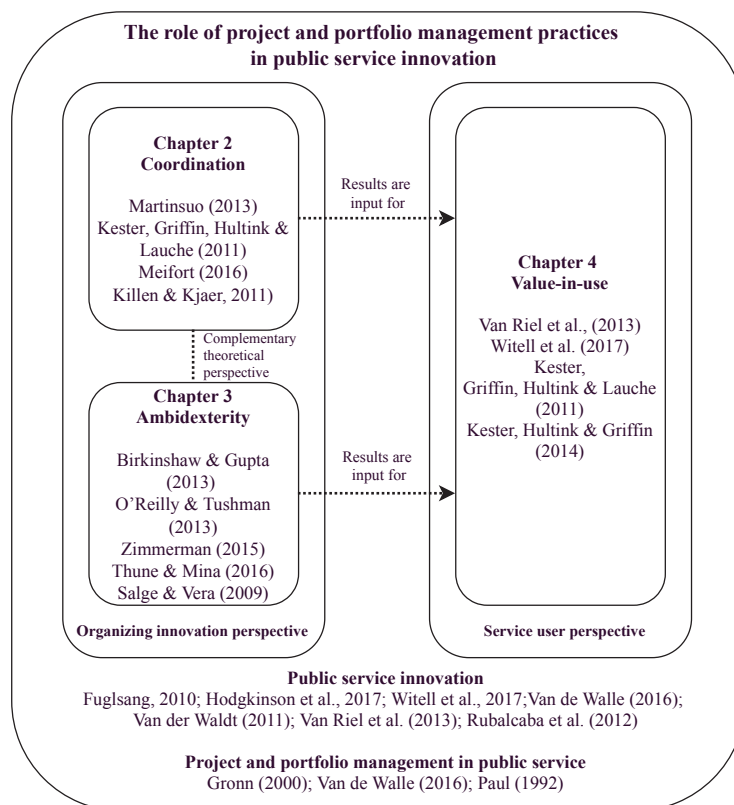 The role of project and portfolio management practices
in public service innovation
Chapter 2
Coordination
Martinsuo (2013)
Kester, Griffin, Hultink &
Lauche (2011)
Meifort (2016)
Killen & Kjaer, 2011)
Complementary
theoretical
perspective
Chapter 3
Ambidexterity
Birkinshaw & Gupta
(2013)
O’Reilly & Tushman
(2013)
Zimmerman (2015)
Thune & Mina (2016)
Salge & Vera (2009)
Organizing innovation perspective
Results are
input for
Results are
input for
Chapter 4
Value-in-use
Van Riel et al., (2013)
Witell et al. (2017)
Kester,
Griffin, Hultink & Lauche
(2011)
Kester, Hultink & Griffin
(2014)
Service user perspective
Public service innovation
Fuglsang, 2010; Hodgkinson et al., 2017; Witell et al., 2017;Van de Walle (2016);
Van der Waldt (2011); Van Riel et al. (2013); Rubalcaba et al. (2012)
Project and portfolio management in public service
Gronn (2000); Van de Walle (2016); Paul (1992)